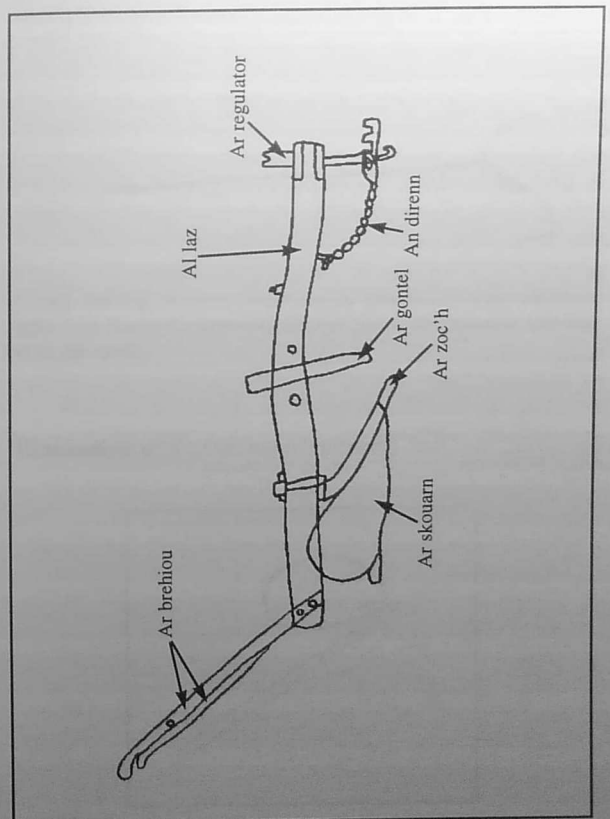 Ar regulator
Al laz
An direnn
Ar gontel
Ar zoc'h
Ar skouarn
Ar brehiou